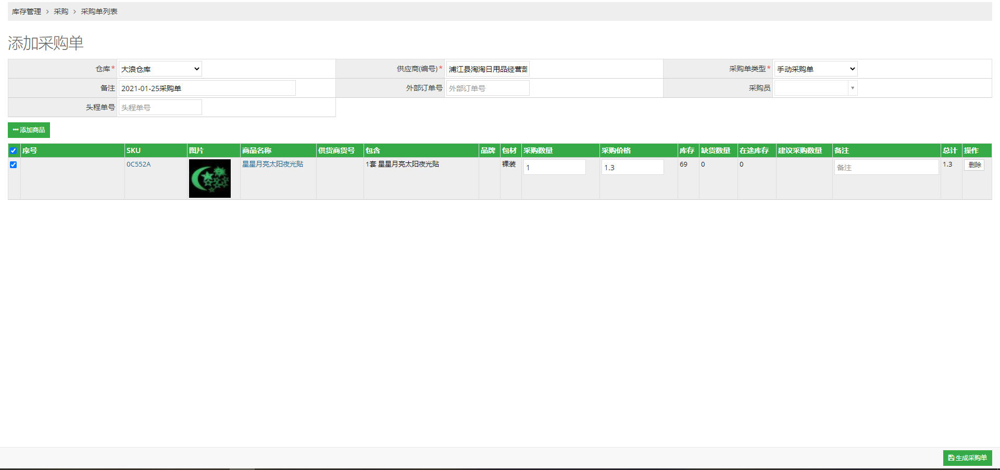 库存管理 > 采购 > 采购单列表
添加采购单
仓库* 大浪仓库 供应商(编号)* 浦江县淘淘日用品经营部 采购单类型* 手动采购单
备注 2021-01-25采购单 外部订单号 外部订单号 采购员
头程单号 头程单号
添加商品
序号 SKU 图片 商品名称 供货商货号 包含 品牌 包材 采购数量 采购价格 库存 缺货数量 在途库存 建议采购数量 备注 总计 操作
0C552A 星星月亮太阳夜光贴 1套 星星月亮太阳夜光贴 裸装 1 1.3 69 0 0 备注 1.3 删除
生成采购单